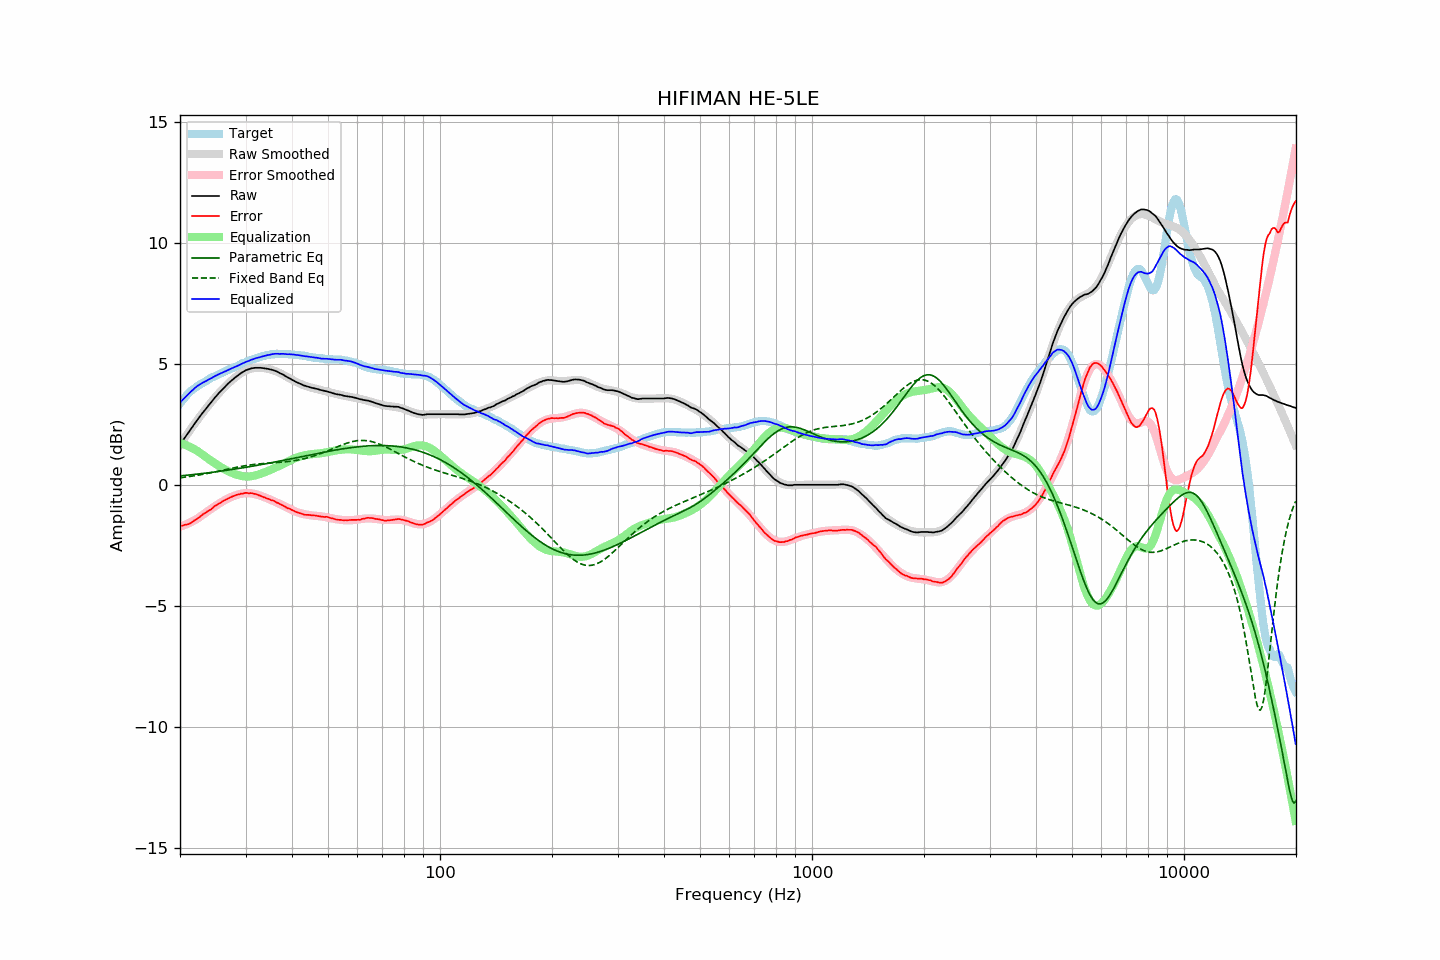 HIFIMAN HE-5LE
Target
Raw Smoothed
Error Smoothed
Raw
Error
Equalization
Parametric Eq
Fixed Band Eq
Equalized
15
10
5
0
−5
−10
−15
Amplitude (dBr)
100
1000
10000
Frequency (Hz)